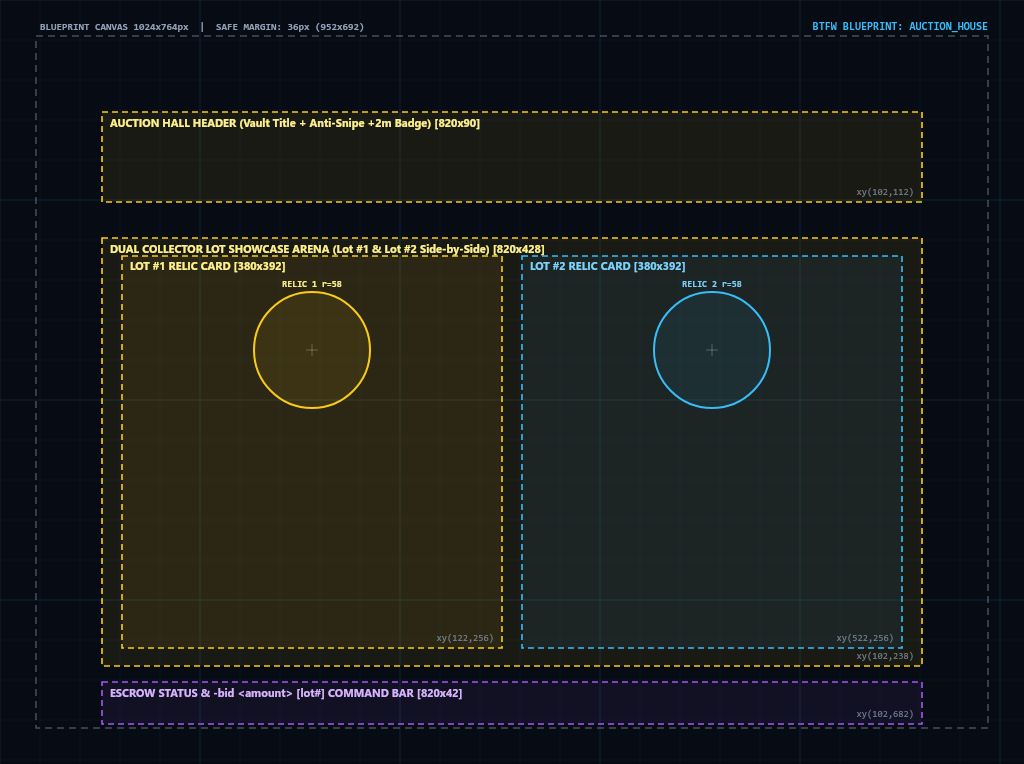 BLUEPRINT CANVAS 1024x764px | SAFE MARGIN: 36px (952x692)
BTFW BLUEPRINT: AUCTION_HOUSE
AUCTION HALL HEADER (Vault Title + Anti-Snipe +2m Badge) [820x90]
xy(102,112)
DUAL COLLECTOR LOT SHOWCASE ARENA (Lot #1 & Lot #2 Side-by-Side) [820x428]
LOT #1 RELIC CARD [380x392]
RELIC 1 r=58
xy(122,256)
LOT #2 RELIC CARD [380x392]
RELIC 2 r=58
xy(522,256)
xy(102,238)
ESCROW STATUS & -bid <amount> [lot#] COMMAND BAR [820x42]
xy(102,682)